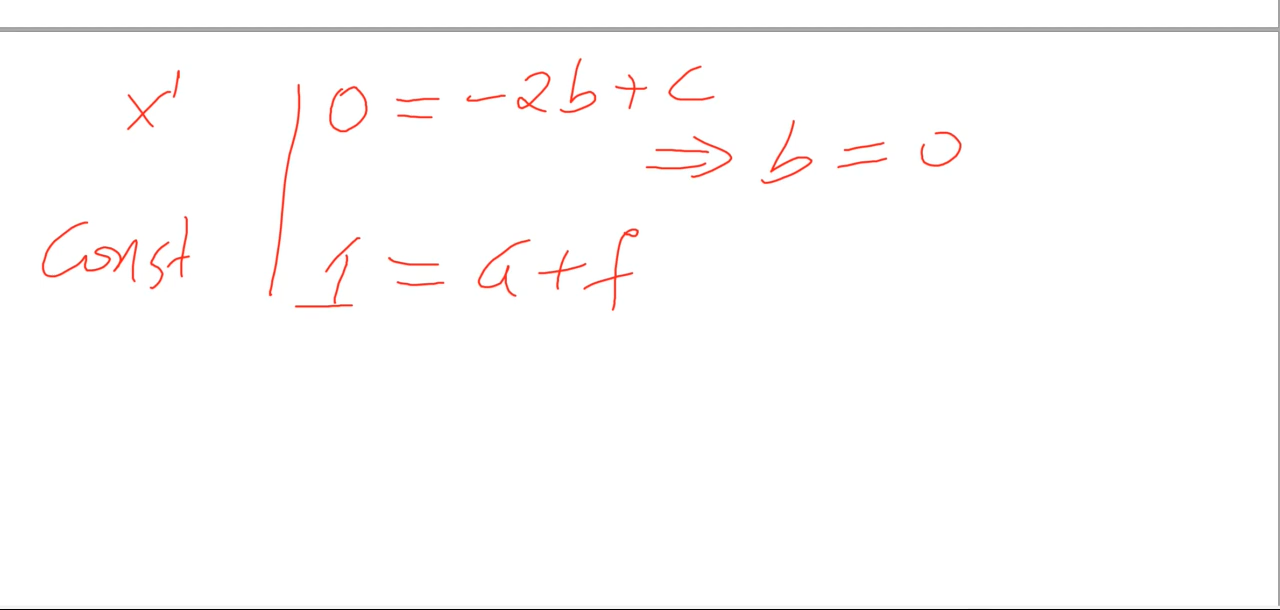 x¹ | 0 = -2b + c
⇒ b = 0
Const | 1 = a + f